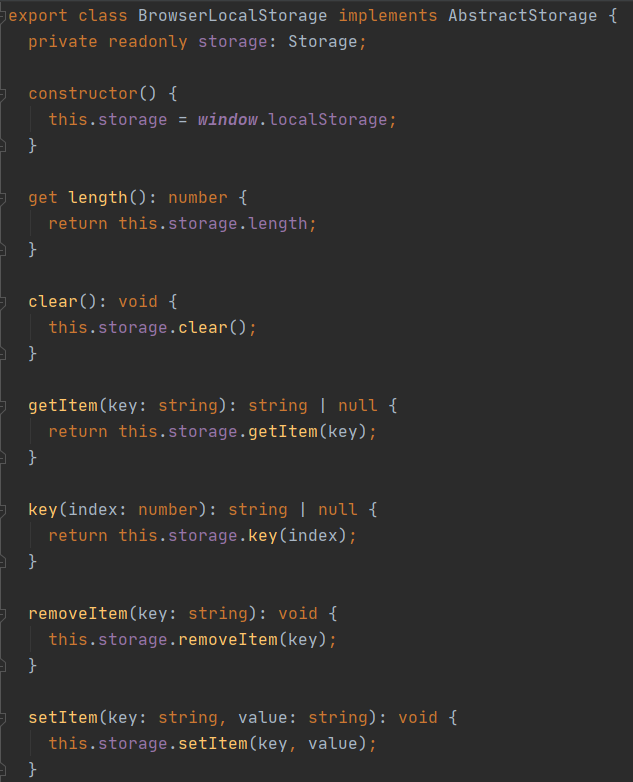 export class BrowserLocalStorage implements AbstractStorage {
  private readonly storage: Storage;

  constructor() {
    this.storage = window.localStorage;
  }

  get length(): number {
    return this.storage.length;
  }

  clear(): void {
    this.storage.clear();
  }

  getItem(key: string): string | null {
    return this.storage.getItem(key);
  }

  key(index: number): string | null {
    return this.storage.key(index);
  }

  removeItem(key: string): void {
    this.storage.removeItem(key);
  }

  setItem(key: string, value: string): void {
    this.storage.setItem(key, value);
  }